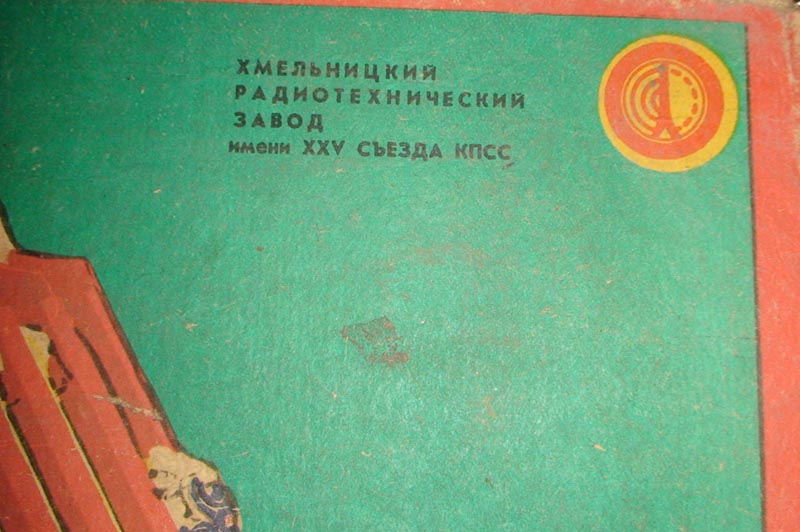 ХМЕЛЬНИЦКИЙ
РАДИОТЕХНИЧЕСКИЙ
ЗАВОД
имени XXV СЪЕЗДА КПСС